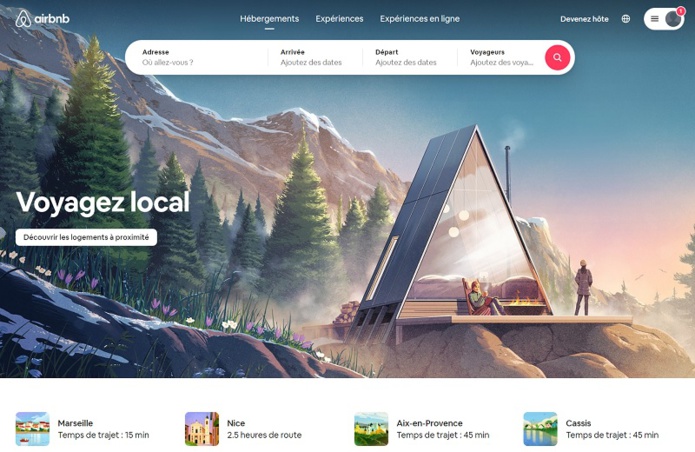 airbnb
Hébergements Expériences Expériences en ligne
Devenez hôte
1
Adresse
Où allez-vous ?
Arrivée
Ajoutez des dates
Départ
Ajoutez des dates
Voyageurs
Ajoutez des voya...
Voyagez local
Découvrir les logements à proximité
Marseille
Temps de trajet : 15 min
Nice
2.5 heures de route
Aix-en-Provence
Temps de trajet : 45 min
Cassis
Temps de trajet : 45 min